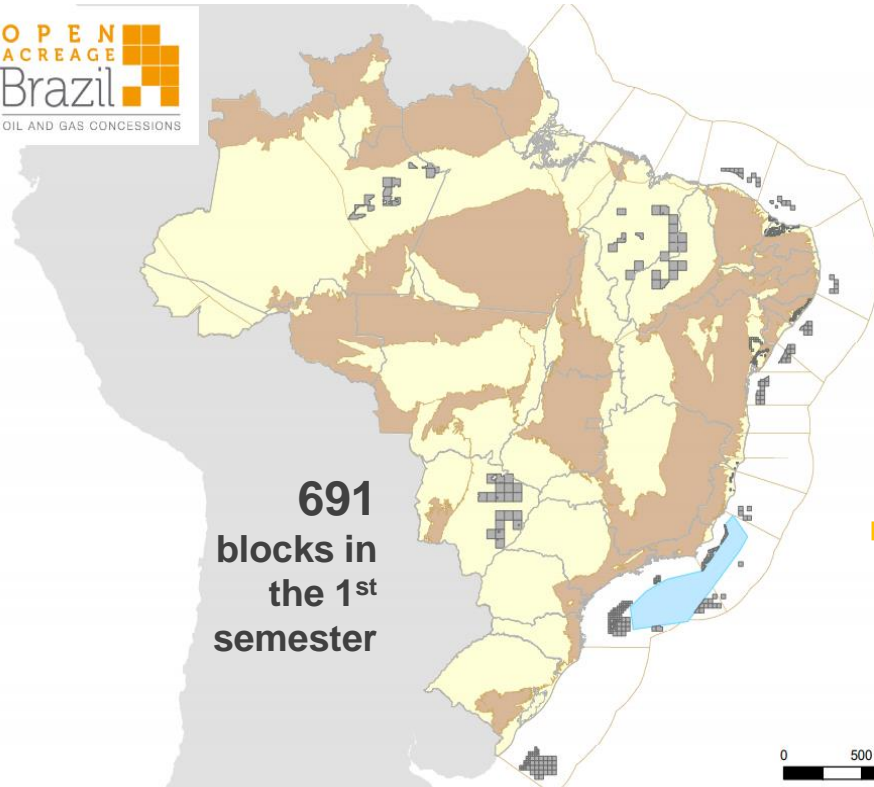 OPEN
ACREAGE
Brazil
OIL AND GAS CONCESSIONS
691
blocks in
the 1st
semester
0 500